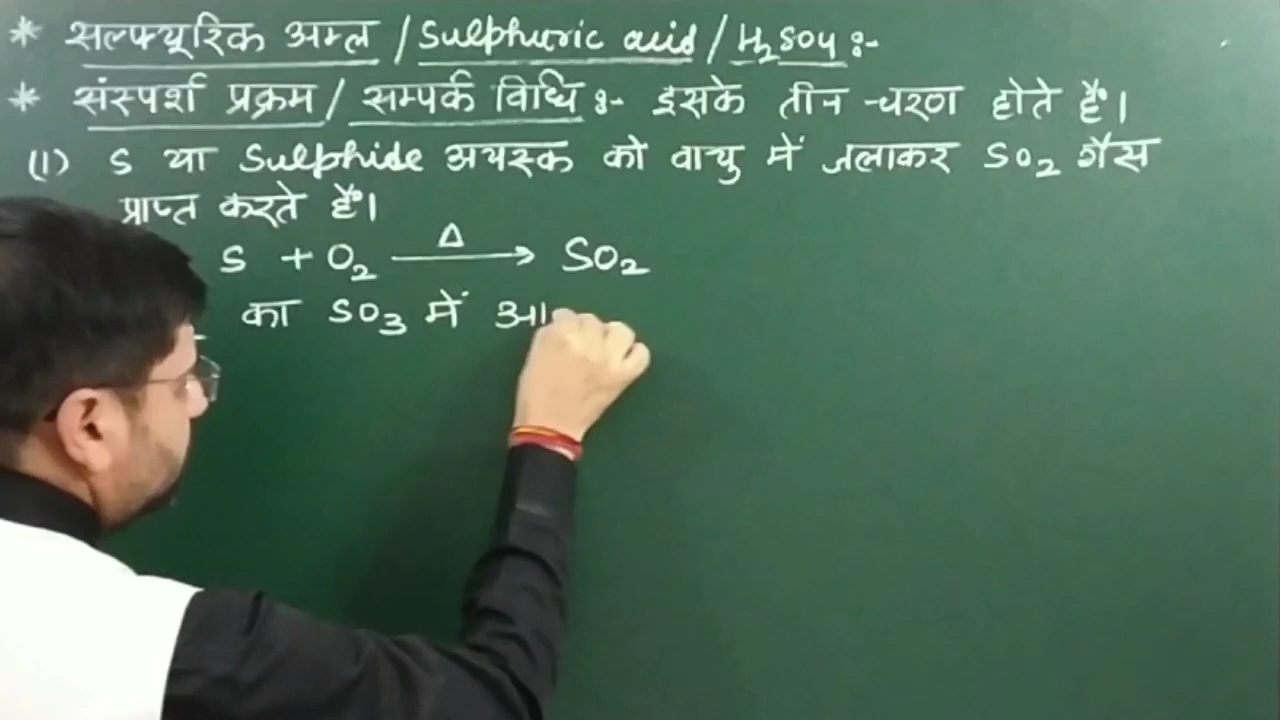 * सल्फ्यूरिक अम्ल / Sulphuric acid / H₂SO₄ :-
* संस्पर्श प्रक्रम / सम्पर्क विधि :- इसके तीन चरण होते हैं।
(1) S या Sulphide अयस्क को वायु में जलाकर SO₂ गैस
प्राप्त करते हैं।
S + O₂ —Δ→ SO₂
का SO₃ में